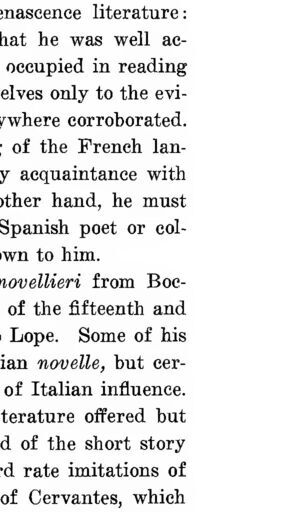 enascence literature:
hat he was well ac-
occupied in reading
elves only to the evi-
ywhere corroborated.
of the French lan-
y acquaintance with
other hand, he must
Spanish poet or col-
own to him.
novellieri from Boc-
of the fifteenth and
Lope. Some of his
ian novelle, but cer-
of Italian influence.
terature offered but
d of the short story
rd rate imitations of
of Cervantes, which